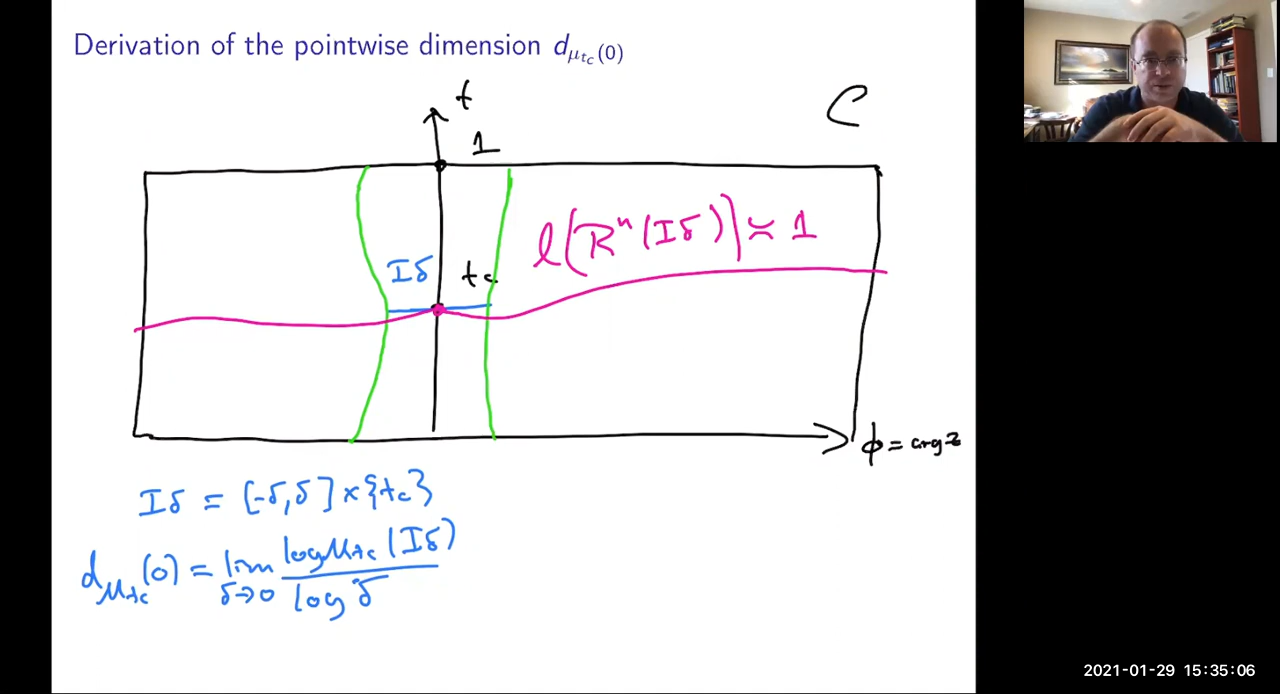 Derivation of the pointwise dimension d_{μ_{t_c}(0)}
t
C
1
l(Rⁿ(Iδ)) ≍ 1
Iδ
t_c
ϕ = arg z
Iδ = [-δ,δ] × {t_c}
d_{μ_{t_c}}(0) = lim_{δ→0} log μ_{t_c}(Iδ) / log δ
2021-01-29 15:35:06